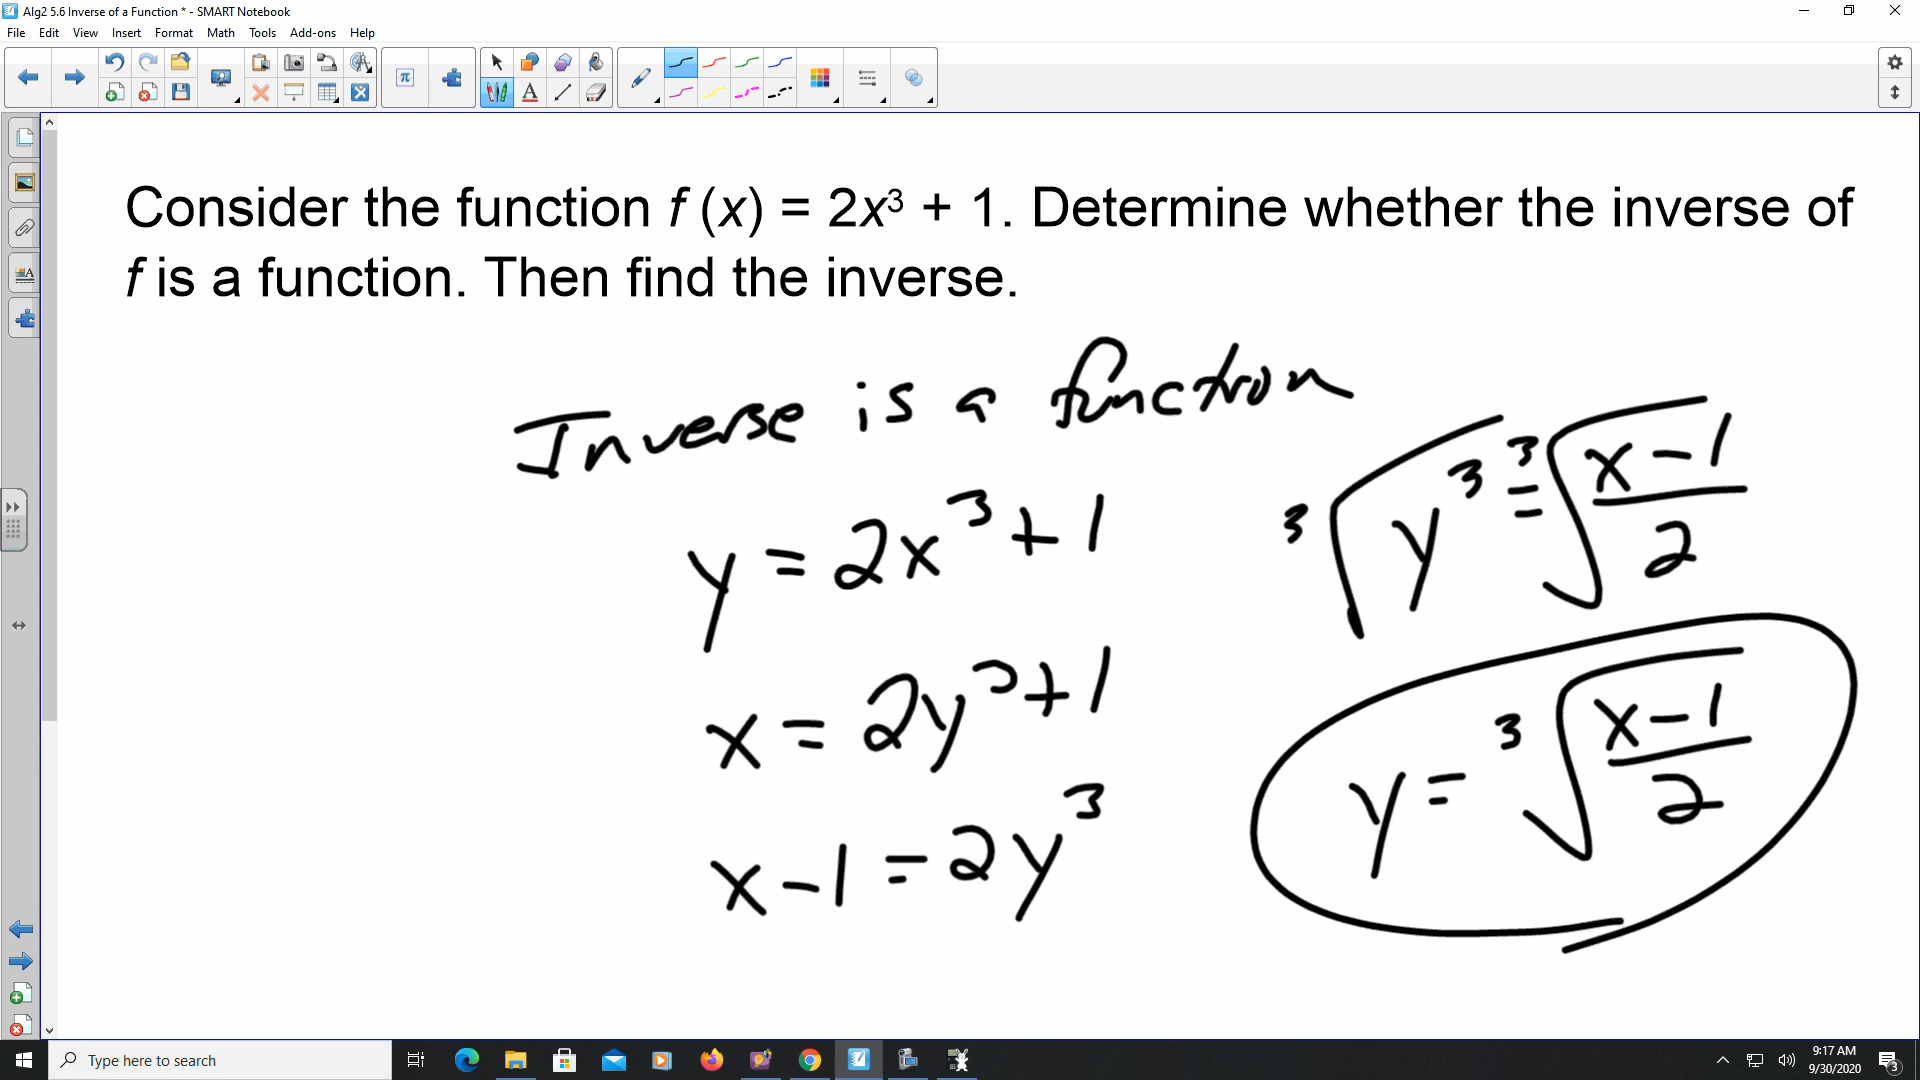 Alg2 5.6 Inverse of a Function * - SMART Notebook
File Edit View Insert Format Math Tools Add-ons Help
Consider the function f (x) = 2x³ + 1. Determine whether the inverse of
f is a function. Then find the inverse.
Inverse is a function
y = 2x³ + 1
x = 2y³ + 1
x - 1 = 2y³
∛y³ = ∛((x - 1)/2)
y = ∛((x - 1)/2)
Type here to search
9:17 AM
9/30/2020
3